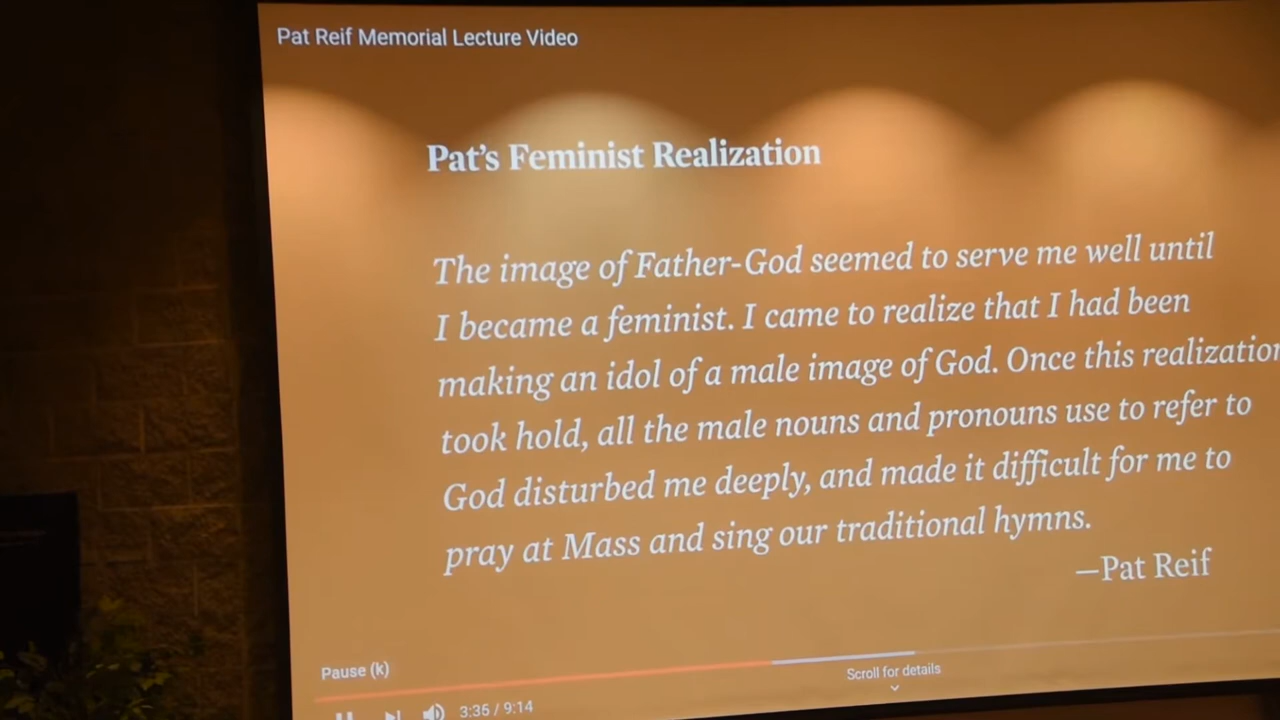 Pat Reif Memorial Lecture Video
Pat's Feminist Realization
The image of Father-God seemed to serve me well until
I became a feminist. I came to realize that I had been
making an idol of a male image of God. Once this realization
took hold, all the male nouns and pronouns use to refer to
God disturbed me deeply, and made it difficult for me to
pray at Mass and sing our traditional hymns.
—Pat Reif
Pause (k)
Scroll for details
3:35 / 9:14